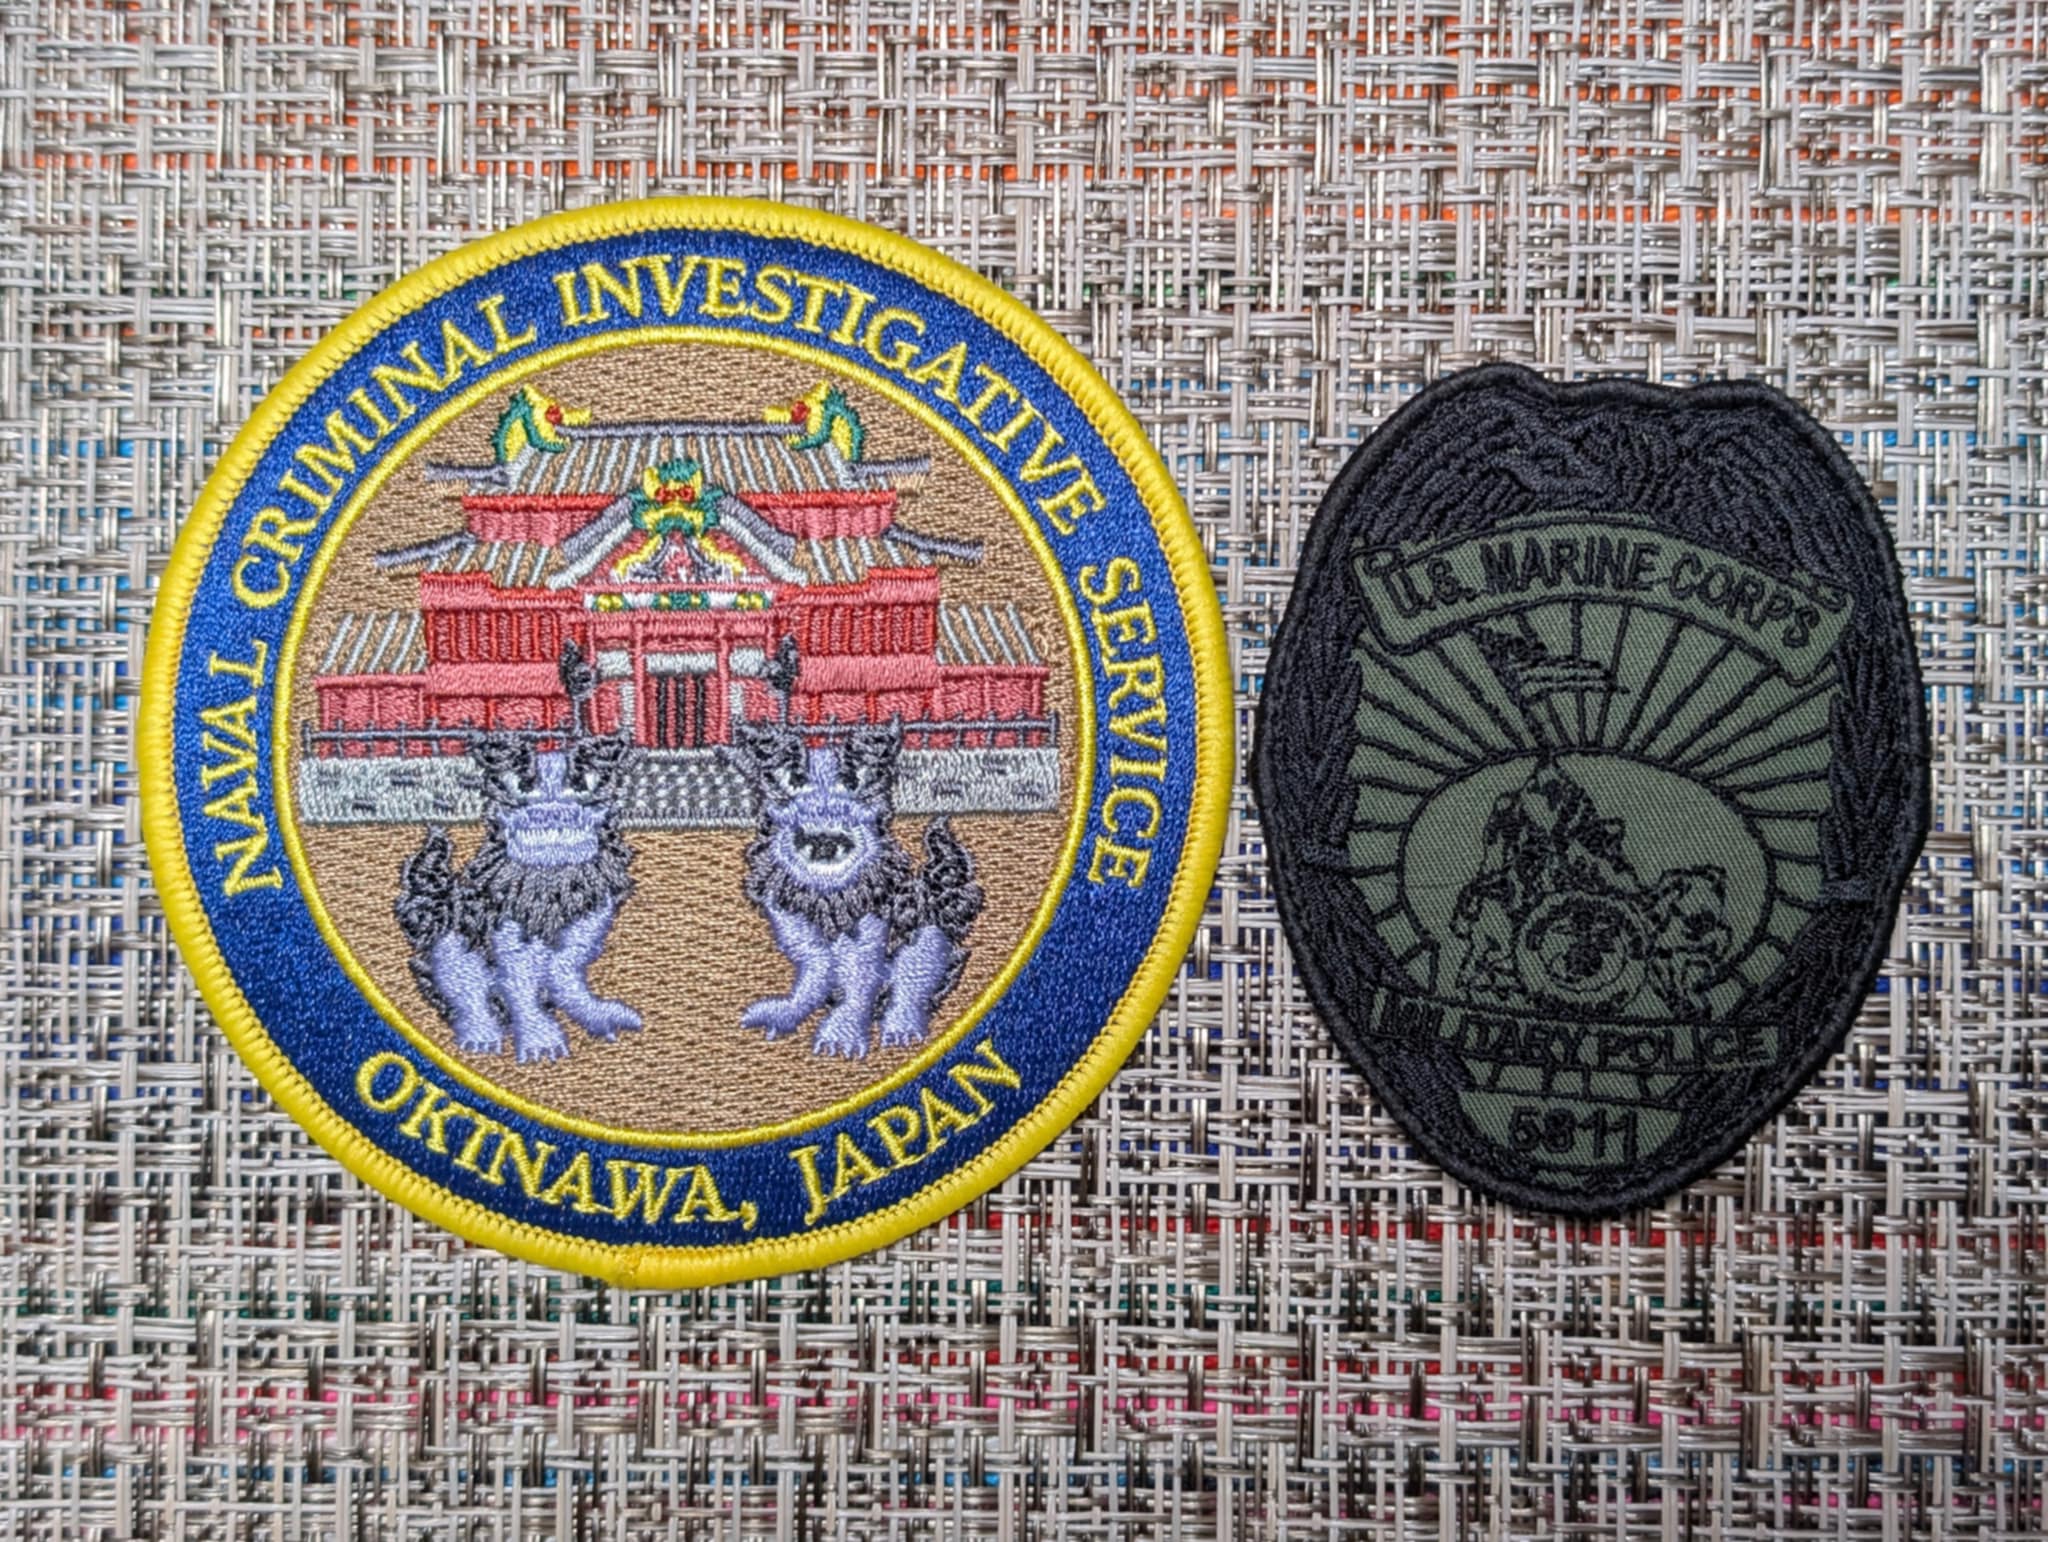 NAVAL CRIMINAL INVESTIGATIVE SERVICE
OKINAWA, JAPAN
U.S. MARINE CORPS
MILITARY POLICE
5811